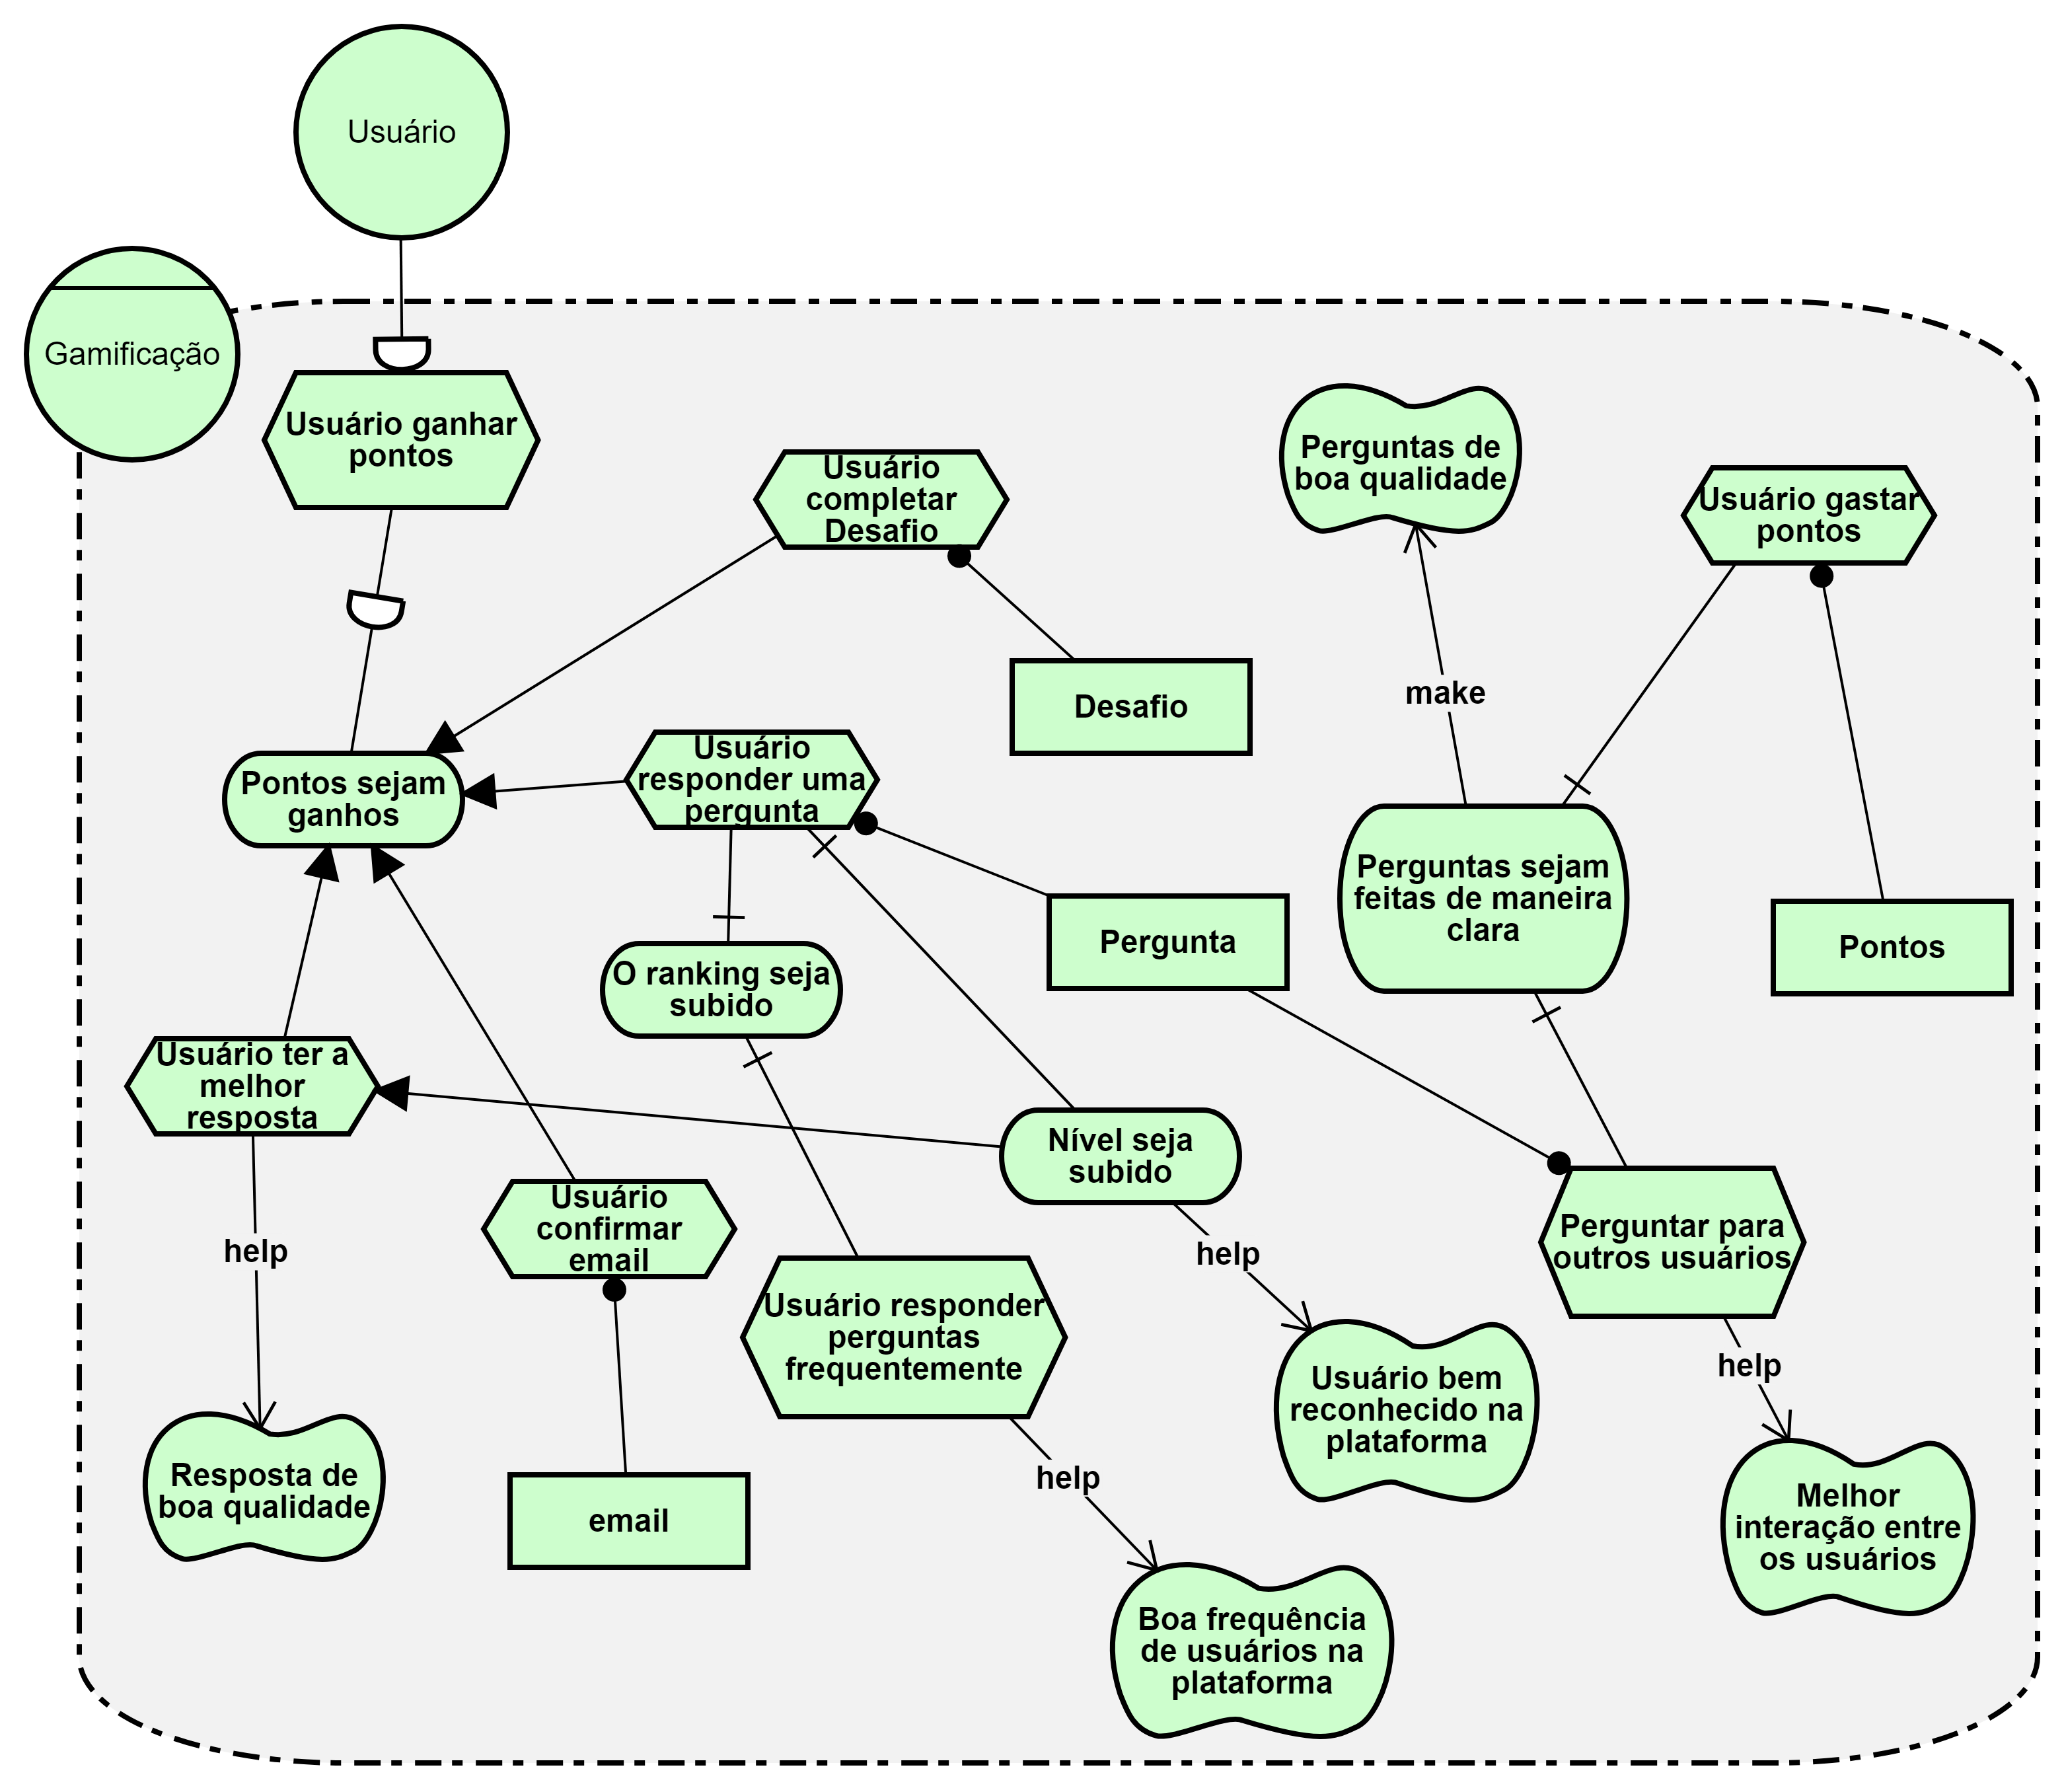 Usuário
Gamificação
Usuário ganhar
pontos
Usuário
completar
Desafio
Perguntas de
boa qualidade
Usuário gastar
pontos
make
Desafio
Pontos sejam
ganhos
Usuário
responder uma
pergunta
Perguntas sejam
feitas de maneira
clara
Pergunta
Pontos
O ranking seja
subido
Usuário ter a
melhor
resposta
Nível seja
subido
Usuário
confirmar
email
help
help
Perguntar para
outros usuários
Usuário responder
perguntas
frequentemente
help
Usuário bem
reconhecido na
plataforma
Resposta de
boa qualidade
help
email
Melhor
interação entre
os usuários
Boa frequência
de usuários na
plataforma